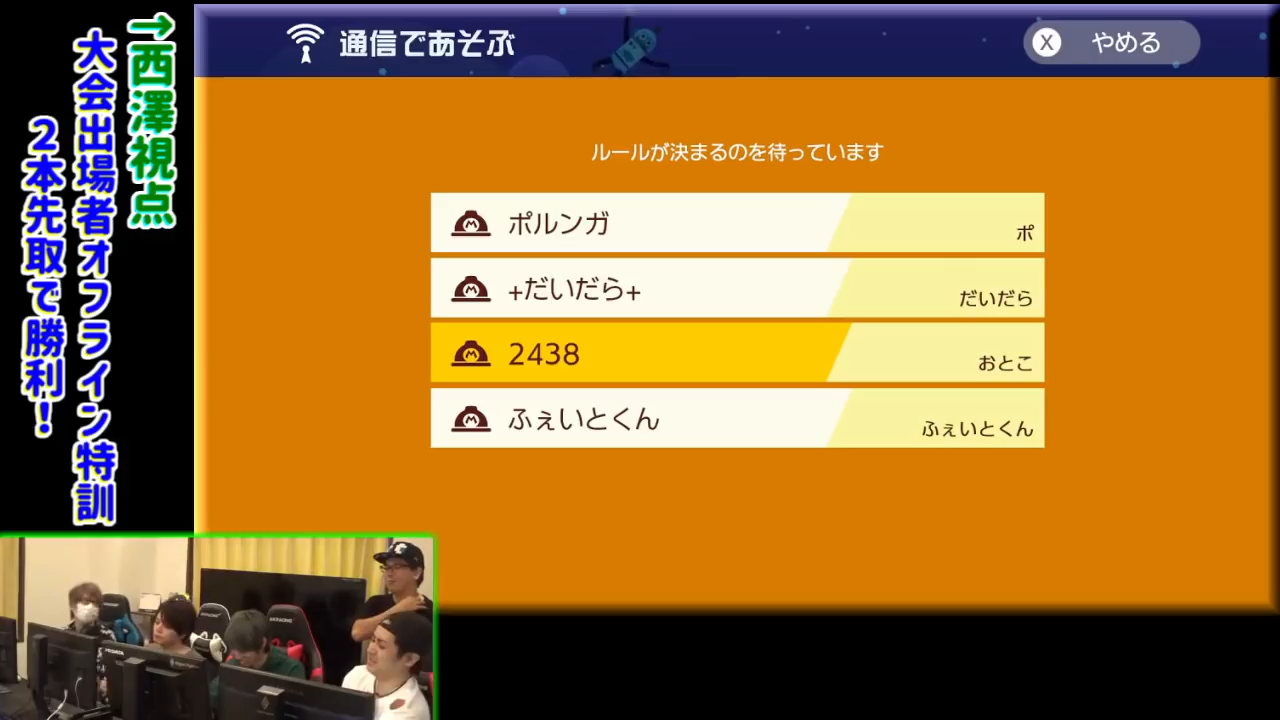 →西澤視点
大会出場者オフライン特訓
2本先取で勝利！
通信であそぶ
X やめる
ルールが決まるのを待っています
ポルンガ ポ
+だいだら+ だいだら
2438 おとこ
ふぇいとくん ふぇいとくん